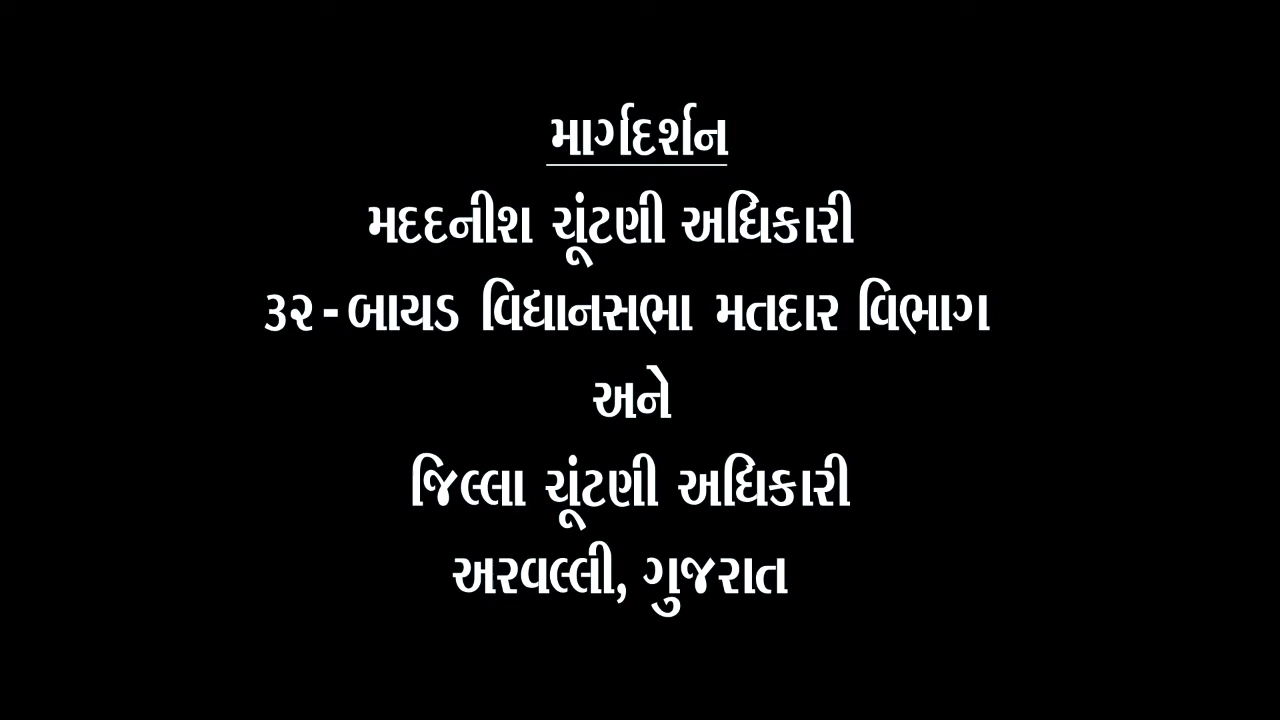 માર્ગદર્શન
મદદનીશ ચૂંટણી અધિકારી
૩૨-બાયડ વિધાનસભા મતદાર વિભાગ
અને
જિલ્લા ચૂંટણી અધિકારી
અરવલ્લી, ગુજરાત